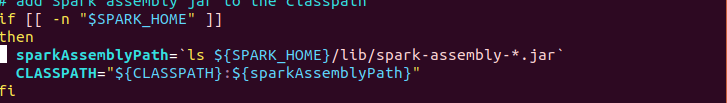 # add Spark assembly jar to the classpath
if [[ -n "$SPARK_HOME" ]]
then
  sparkAssemblyPath=`ls ${SPARK_HOME}/lib/spark-assembly-*.jar`
  CLASSPATH="${CLASSPATH}:${sparkAssemblyPath}"
fi